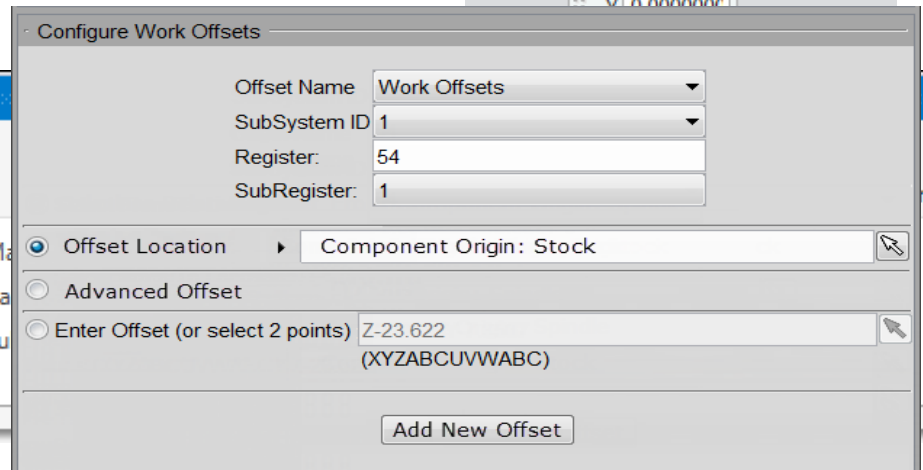 Configure Work Offsets
Offset Name Work Offsets
SubSystem ID 1
Register: 54
SubRegister: 1
Offset Location Component Origin: Stock
Advanced Offset
Enter Offset (or select 2 points) Z-23.622
(XYZABCUVWABC)
Add New Offset